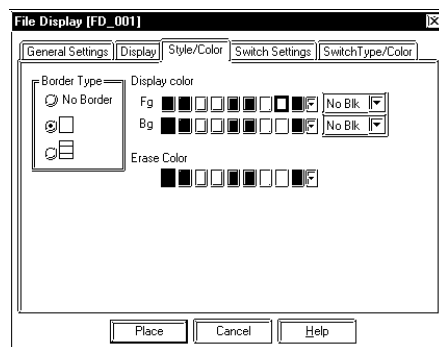 File Display [FD_001]
General Settings Display Style/Color Switch Settings SwitchType/Color
Border Type
No Border
Display color
Fg No Blk
Bg No Blk
Erase Color
Place Cancel Help